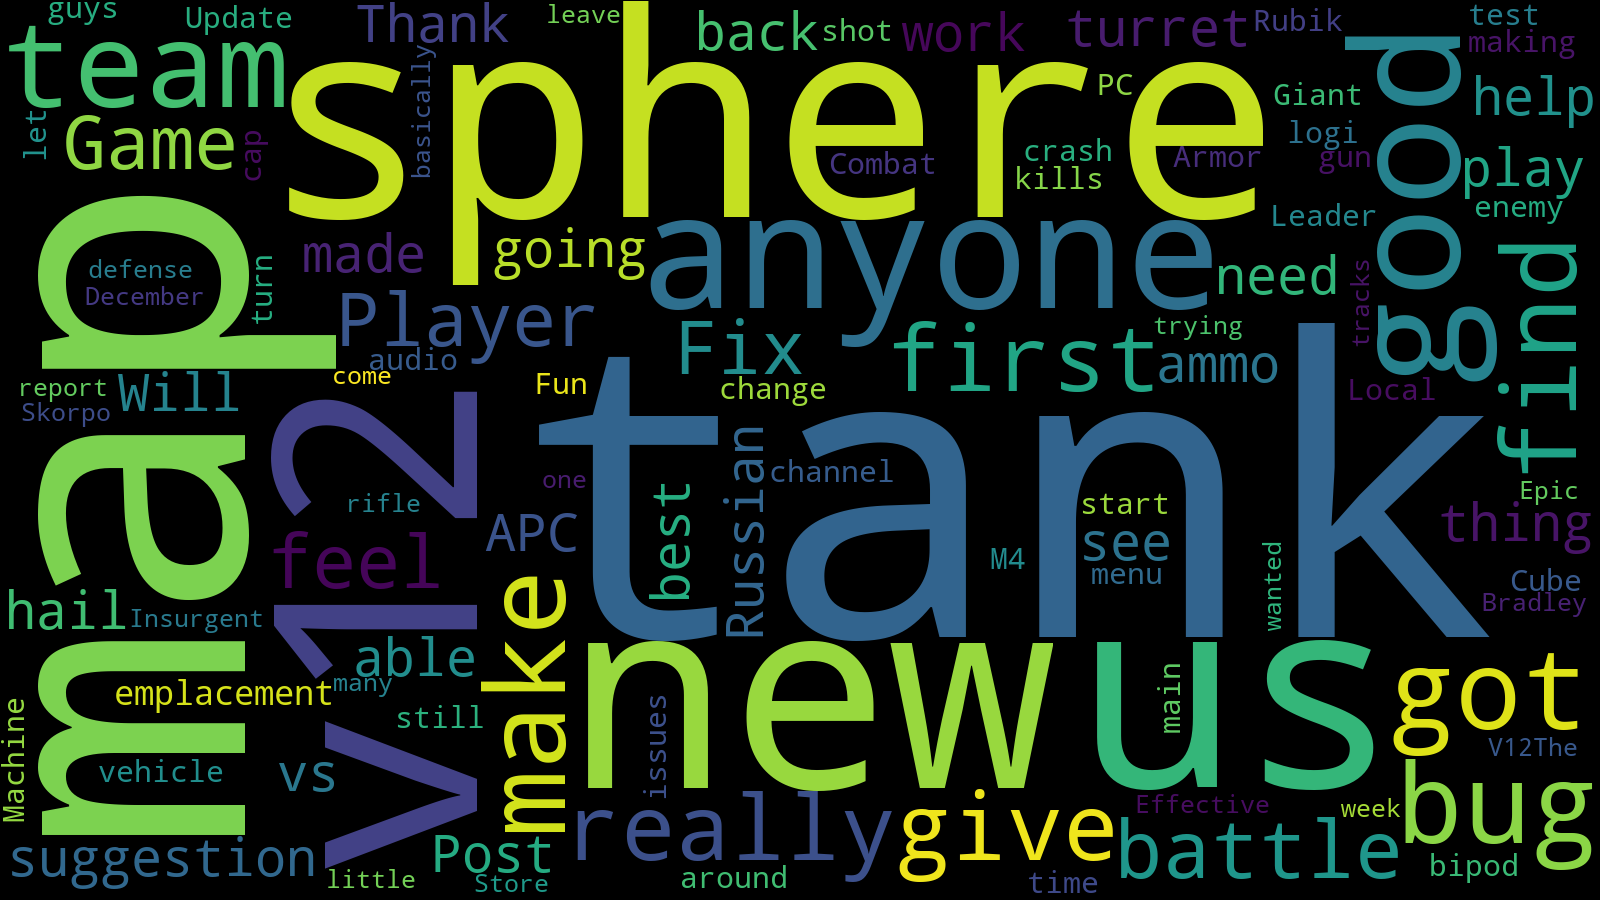 guys
Update
Thank
leave
back
shot
work
turret
Rubik
test
making
team
sphere
good
help
let
Game
cap
basically
PC
Giant
logi
crash
Combat
Armor
gun
kills
play
Leader
enemy
map
made
going
anyone
need
find
defense
December
turn
Player
tracks
audio
Fix
first
trying
ammo
report
Skorpo
Will
come
Fun
change
Local
V12
tank
Russian
channel
one
best
rifle
APC
start
see
menu
M4
Epic
thing
wanted
Cube
Bradley
feel
hail
Insurgent
make
able
many
new
us
main
got
emplacement
still
issues
V12The
Machine
vehicle
vs
Effective
week
bug
suggestion
Post
Store
little
really
around
give
time
battle
bipod